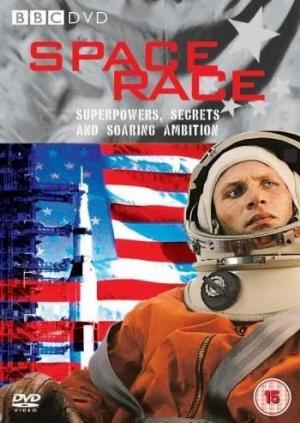 BBC DVD
SPACE
RACE
SUPERPOWERS, SECRETS
AND SOARING AMBITION
DVD
VIDEO
15